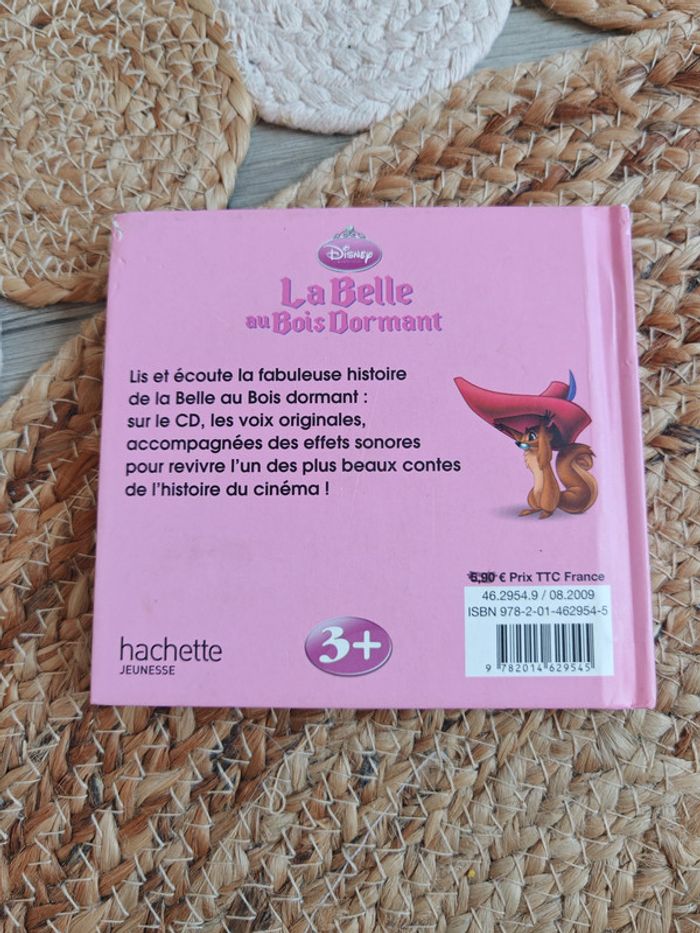 Disney
La Belle
au Bois Dormant
Lis et écoute la fabuleuse histoire
de la Belle au Bois dormant :
sur le CD, les voix originales,
accompagnées des effets sonores
pour revivre l'un des plus beaux contes
de l'histoire du cinéma !
6,90 € Prix TTC France
46.2954.9 / 08.2009
ISBN 978-2-01-462954-5
9 782014 629545
hachette
JEUNESSE
3+